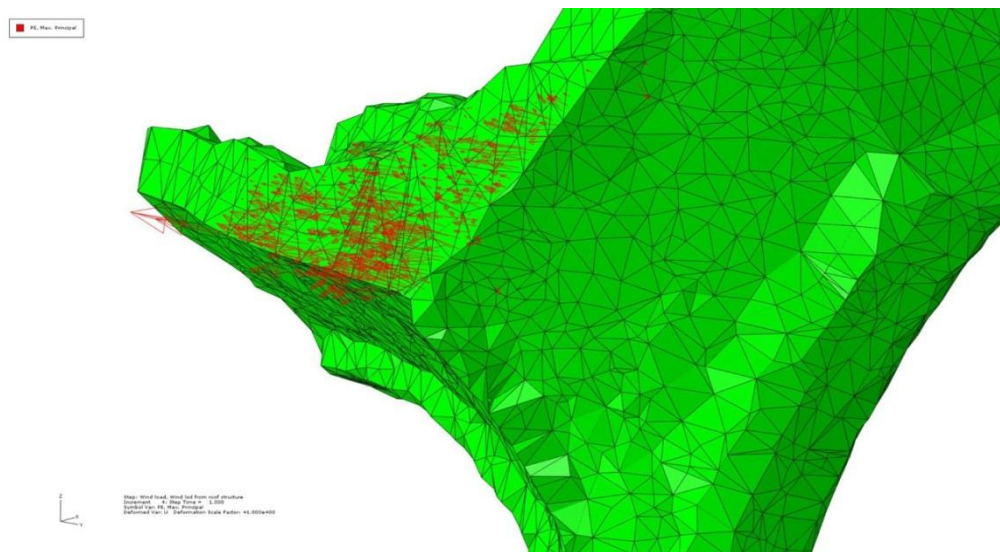 PE, Max. Principal
Z
X
Y
Step: Wind load, Wind lod from roof structure
Increment 4: Step Time = 1.000
Symbol Var: PE, Max. Principal
Deformed Var: U Deformation Scale Factor: +1.000e+00